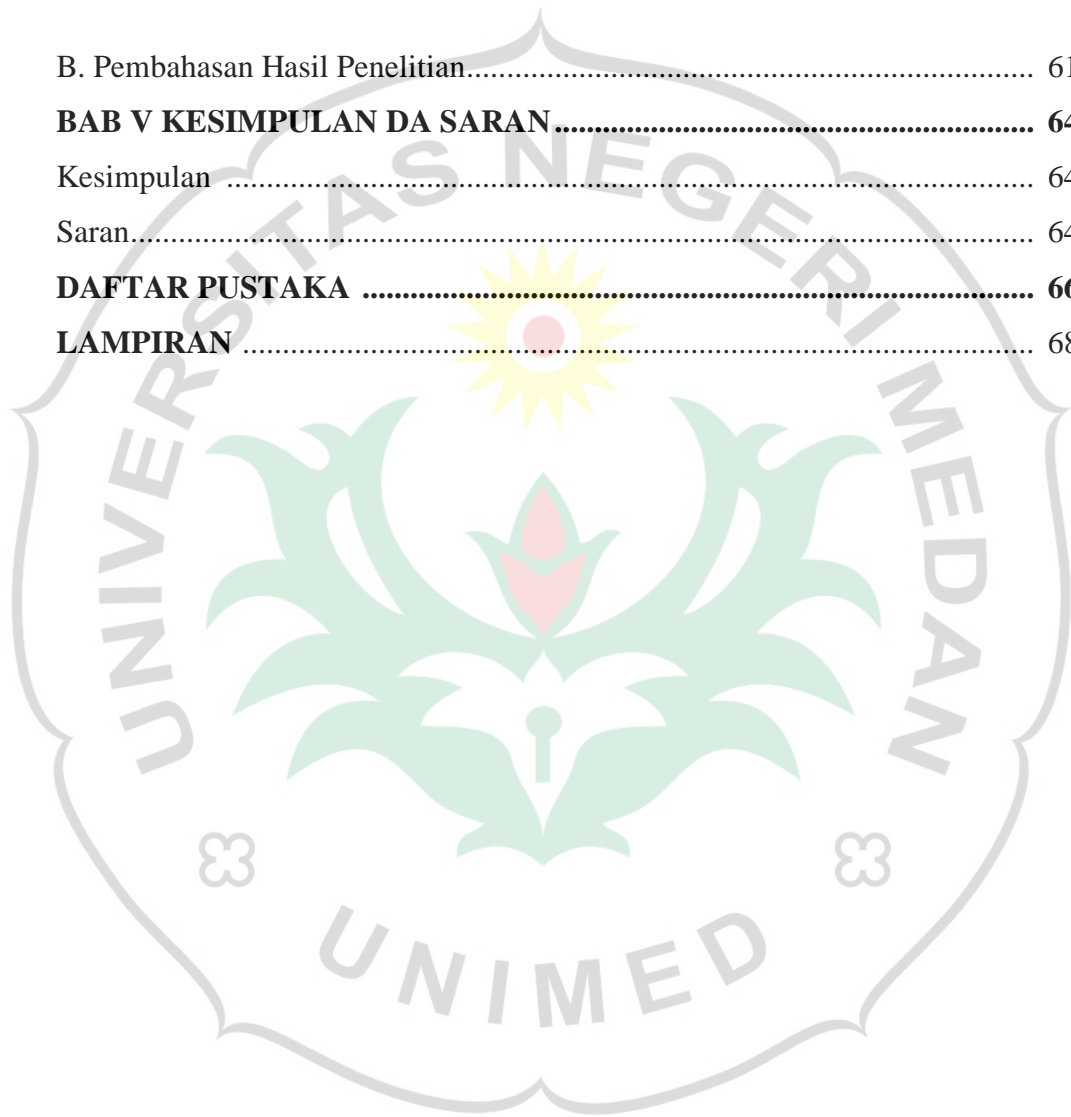 B. Pembahasan Hasil Penelitian........................................................................ 61
BAB V KESIMPULAN DA SARAN............................................................ 64
Kesimpulan ..................................................................................................... 64
Saran................................................................................................................. 64
DAFTAR PUSTAKA .................................................................................... 66
LAMPIRAN ................................................................................................... 68
UNIVERSITAS NEGERI MEDAN
UNIMED